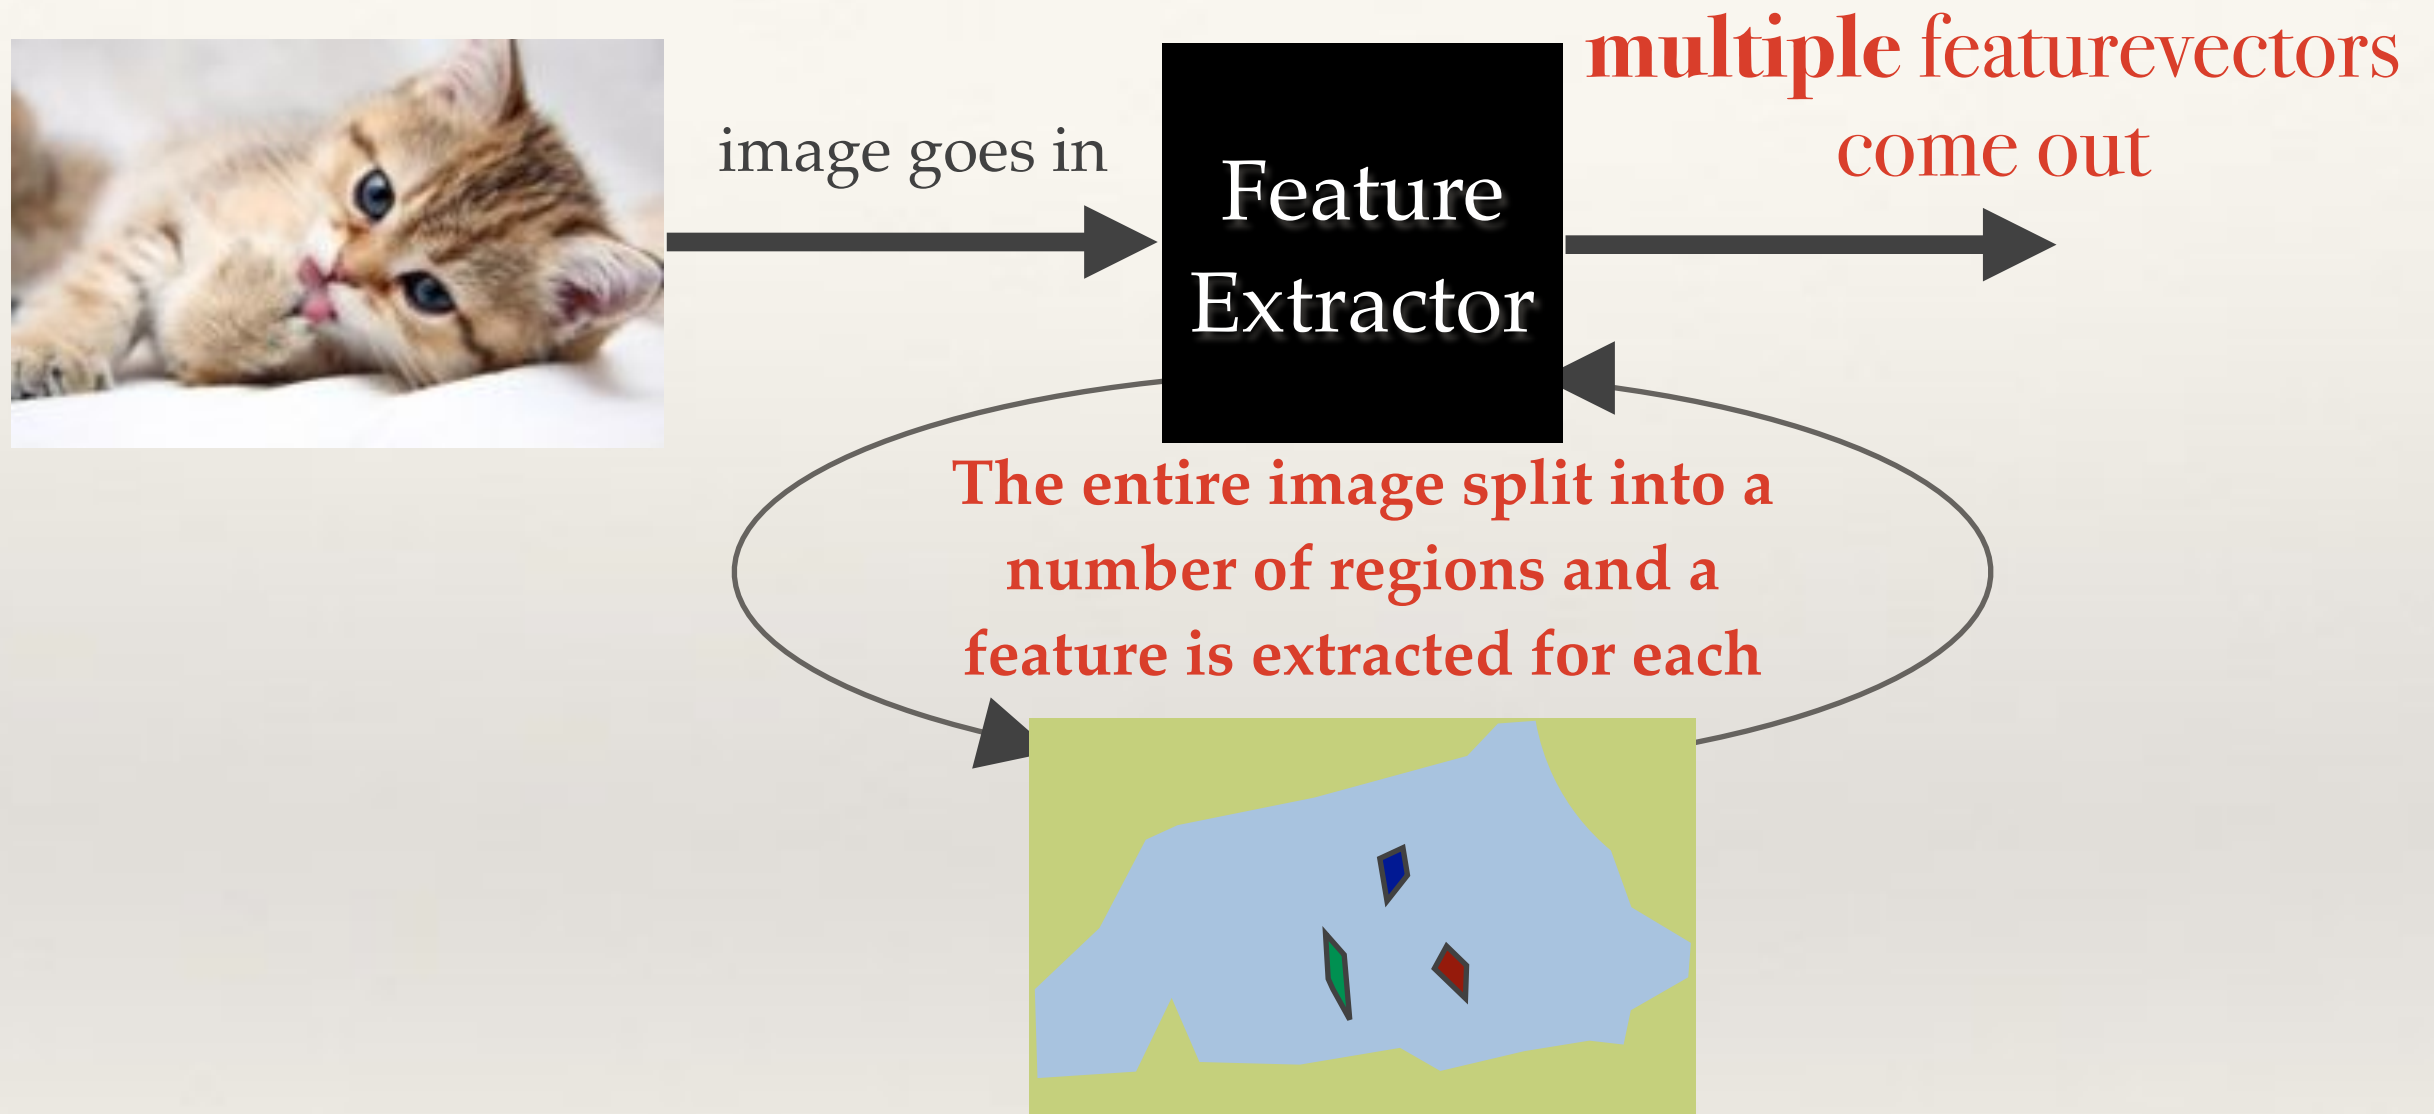 image goes in
Feature
Extractor
multiple featurevectors
come out
The entire image split into a
number of regions and a
feature is extracted for each